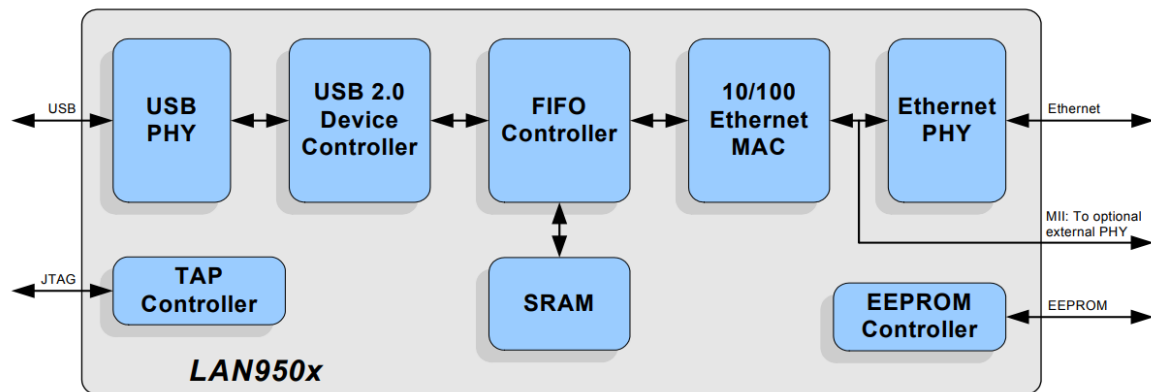 USB
USB
PHY
USB 2.0
Device
Controller
FIFO
Controller
10/100
Ethernet
MAC
Ethernet
PHY
Ethernet
MII: To optional
external PHY
JTAG
TAP
Controller
SRAM
EEPROM
Controller
EEPROM
LAN950x